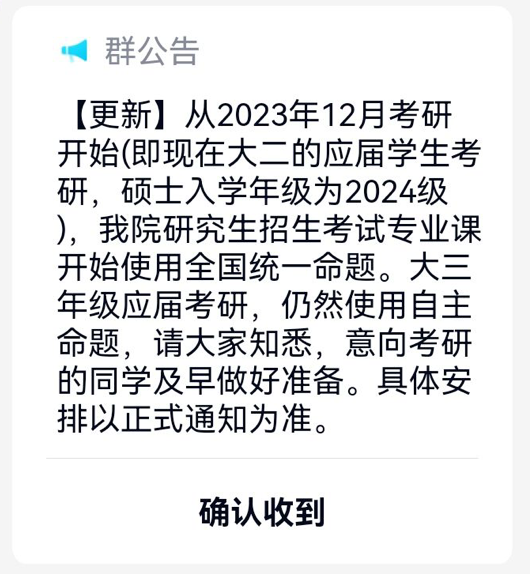 群公告
【更新】从2023年12月考研
开始(即现在大二的应届学生考
研，硕士入学年级为2024级
)，我院研究生招生考试专业课
开始使用全国统一命题。大三
年级应届考研，仍然使用自主
命题，请大家知悉，意向考研
的同学及早做好准备。具体安
排以正式通知为准。
确认收到